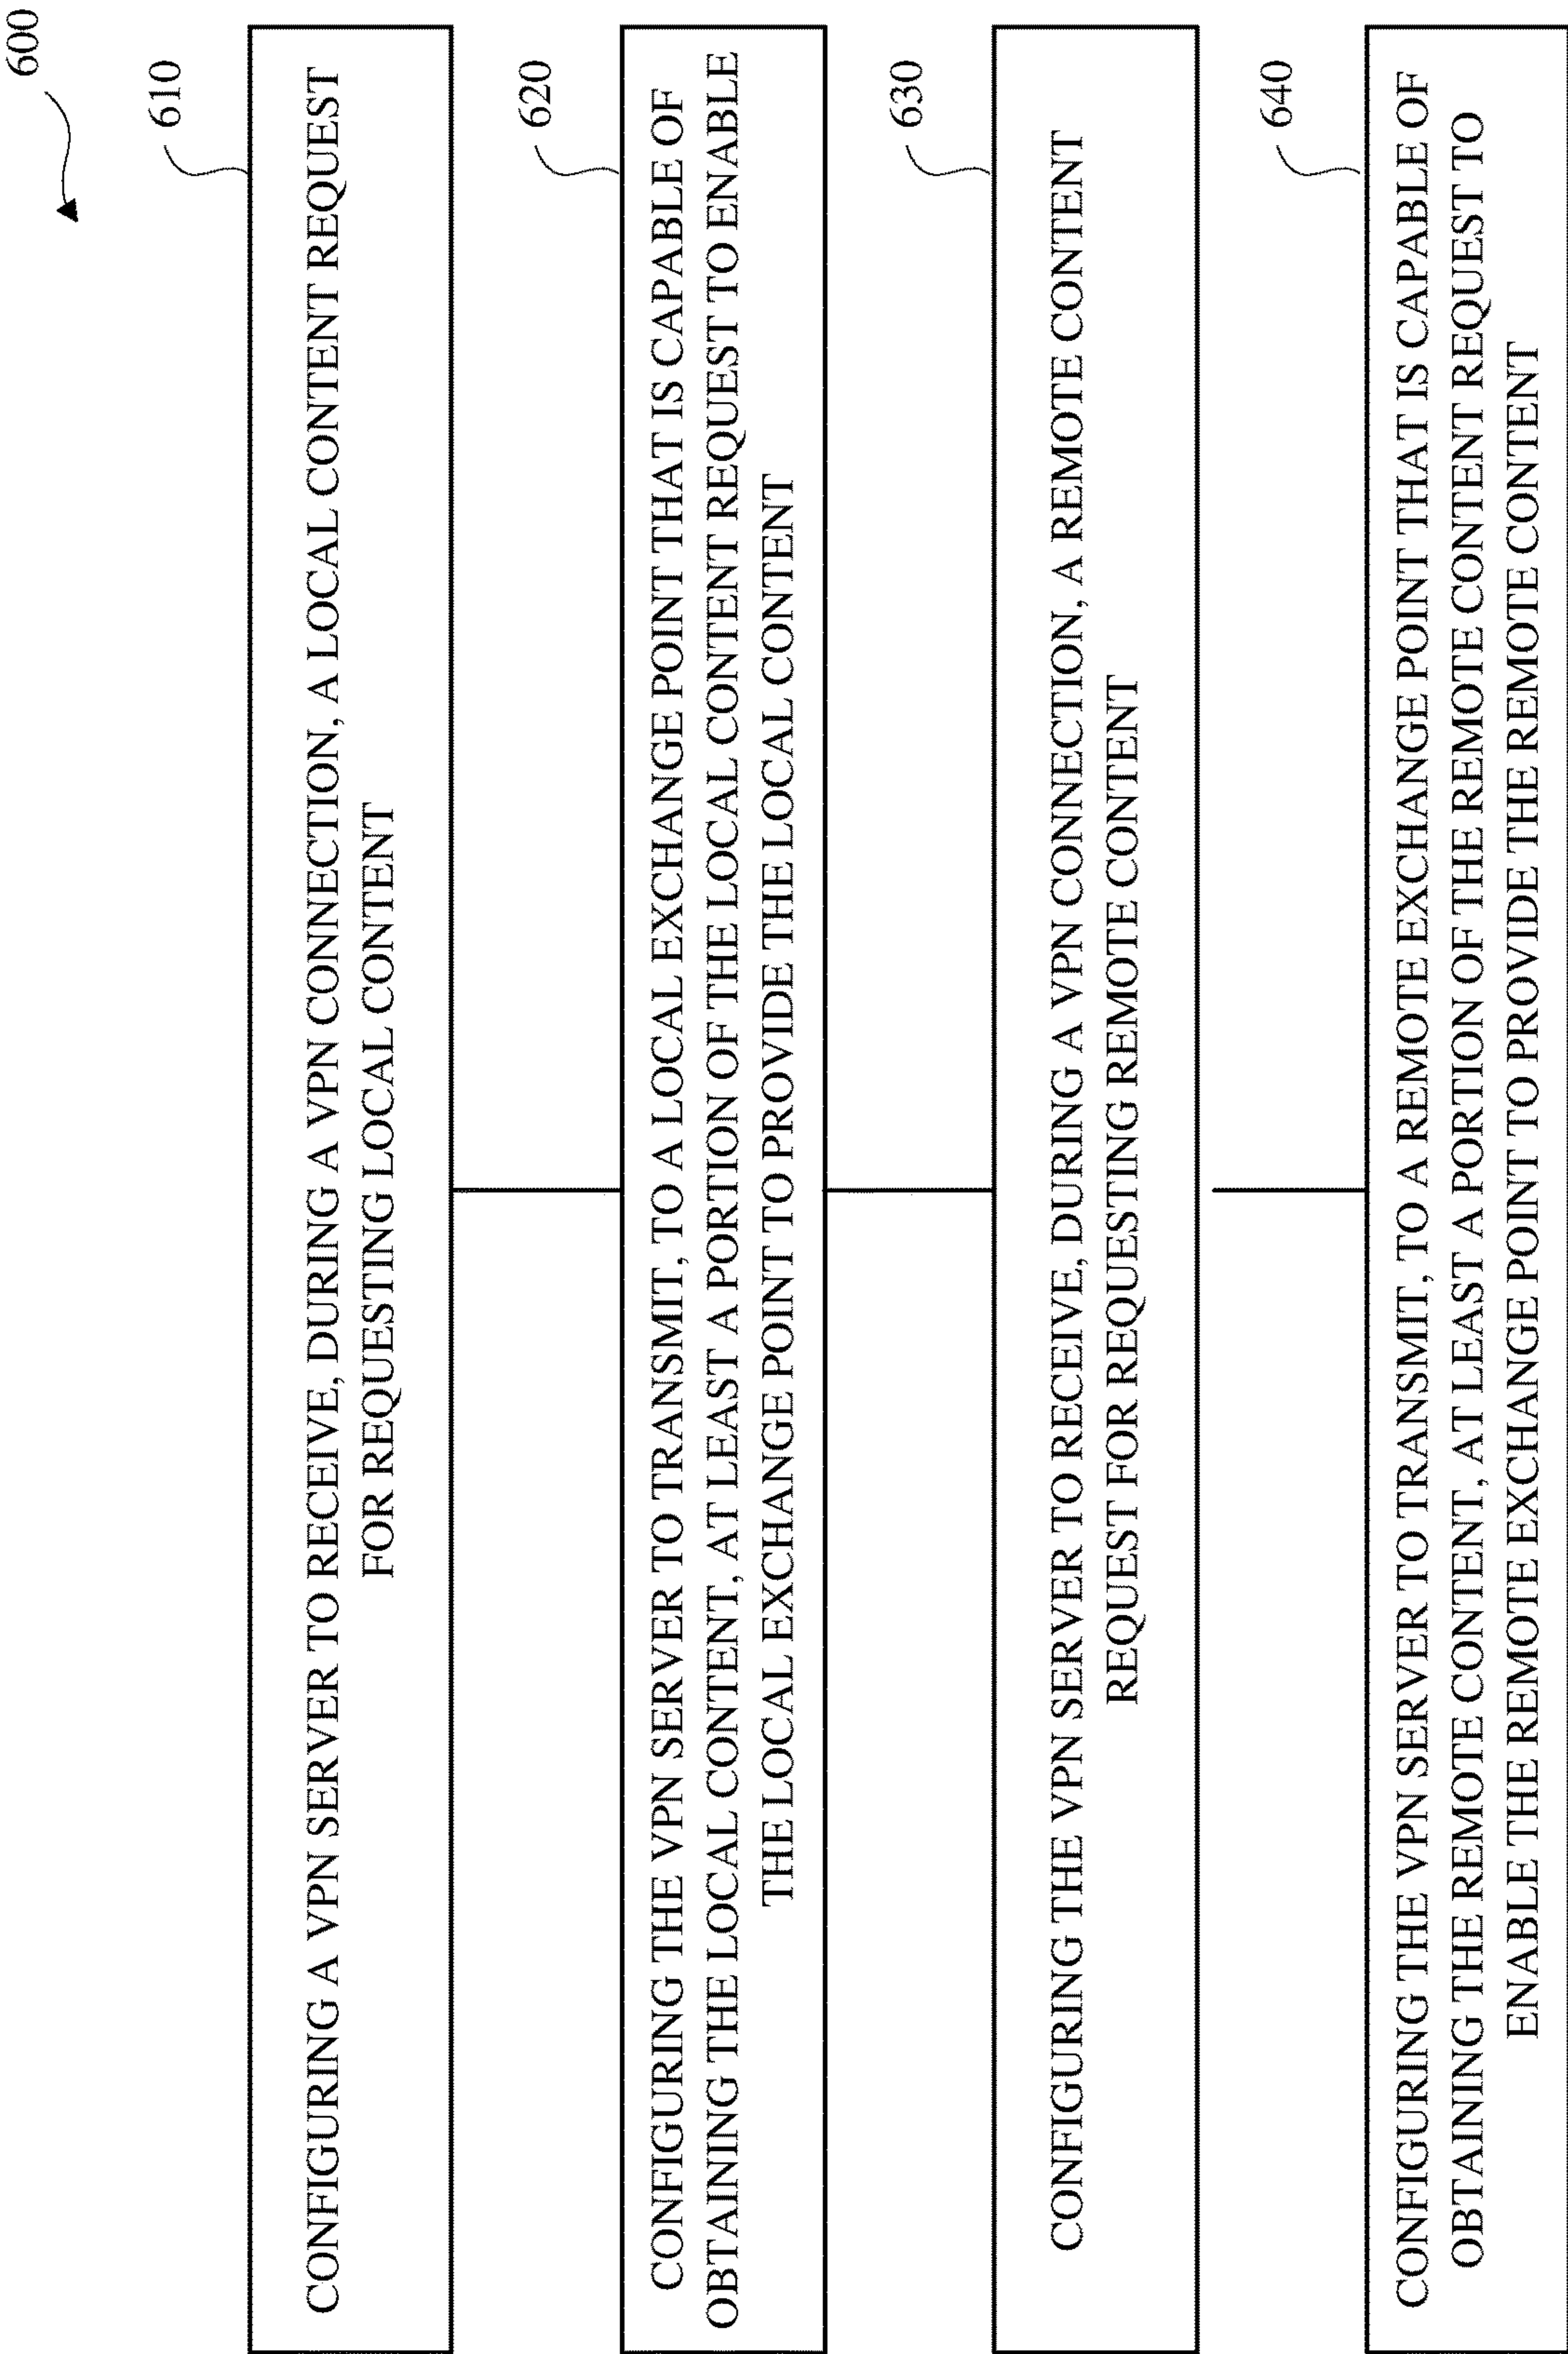 600
610
CONFIGURING A VPN SERVER TO RECEIVE, DURING A VPN CONNECTION, A LOCAL CONTENT REQUEST
FOR REQUESTING LOCAL CONTENT
620
CONFIGURING THE VPN SERVER TO TRANSMIT, TO A LOCAL EXCHANGE POINT THAT IS CAPABLE OF
OBTAINING THE LOCAL CONTENT, AT LEAST A PORTION OF THE LOCAL CONTENT REQUEST TO ENABLE
THE LOCAL EXCHANGE POINT TO PROVIDE THE LOCAL CONTENT
630
CONFIGURING THE VPN SERVER TO RECEIVE, DURING A VPN CONNECTION, A REMOTE CONTENT
REQUEST FOR REQUESTING REMOTE CONTENT
640
CONFIGURING THE VPN SERVER TO TRANSMIT, TO A REMOTE EXCHANGE POINT THAT IS CAPABLE OF
OBTAINING THE REMOTE CONTENT, AT LEAST A PORTION OF THE REMOTE CONTENT REQUEST TO
ENABLE THE REMOTE EXCHANGE POINT TO PROVIDE THE REMOTE CONTENT